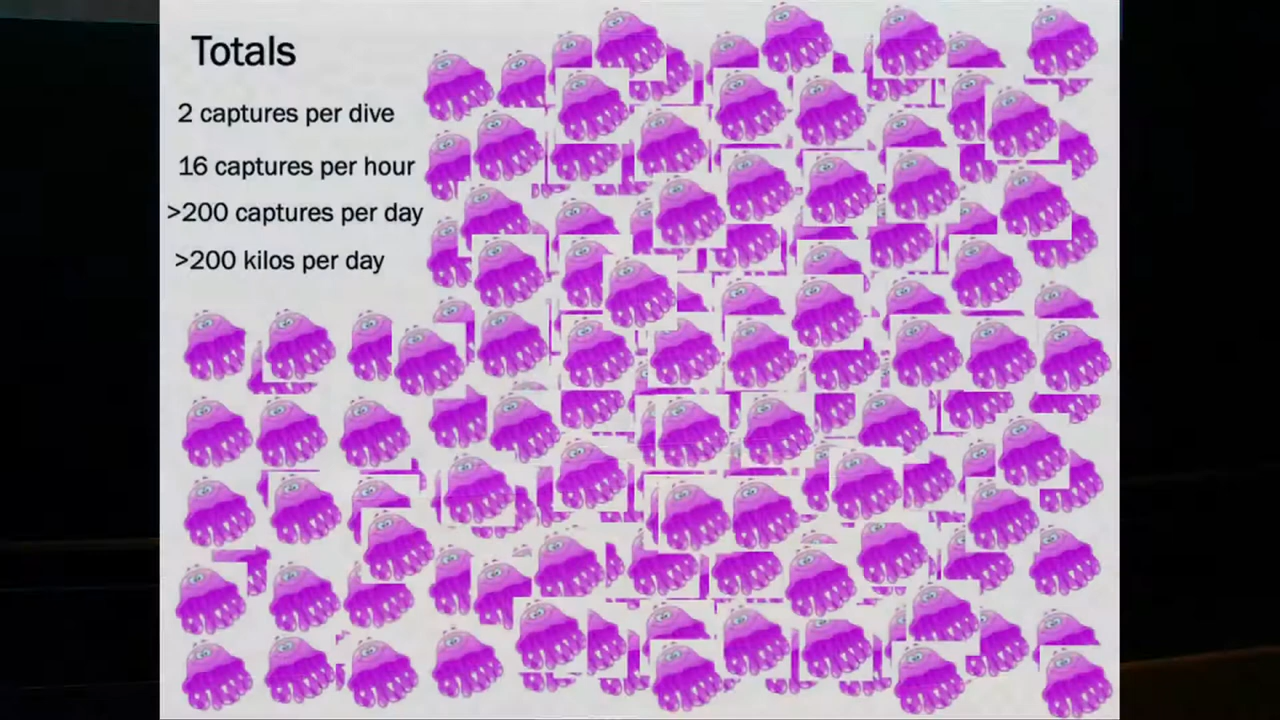 Totals
2 captures per dive
16 captures per hour
>200 captures per day
>200 kilos per day